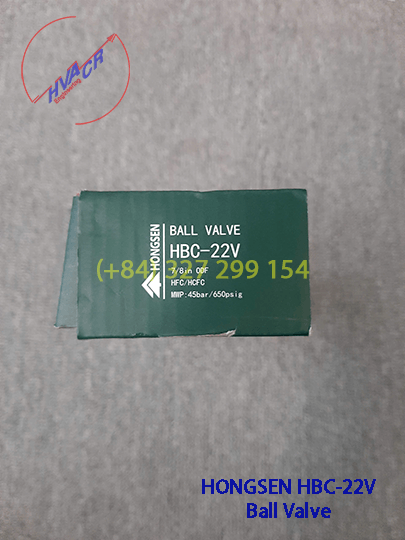 HVACR
Engineering
HONGSEN
BALL VALVE
HBC-22V
(+84) 327 299 154
7/8in ODF
HFC/HCFC
MWP:45bar/650psig
HONGSEN HBC-22V
Ball Valve